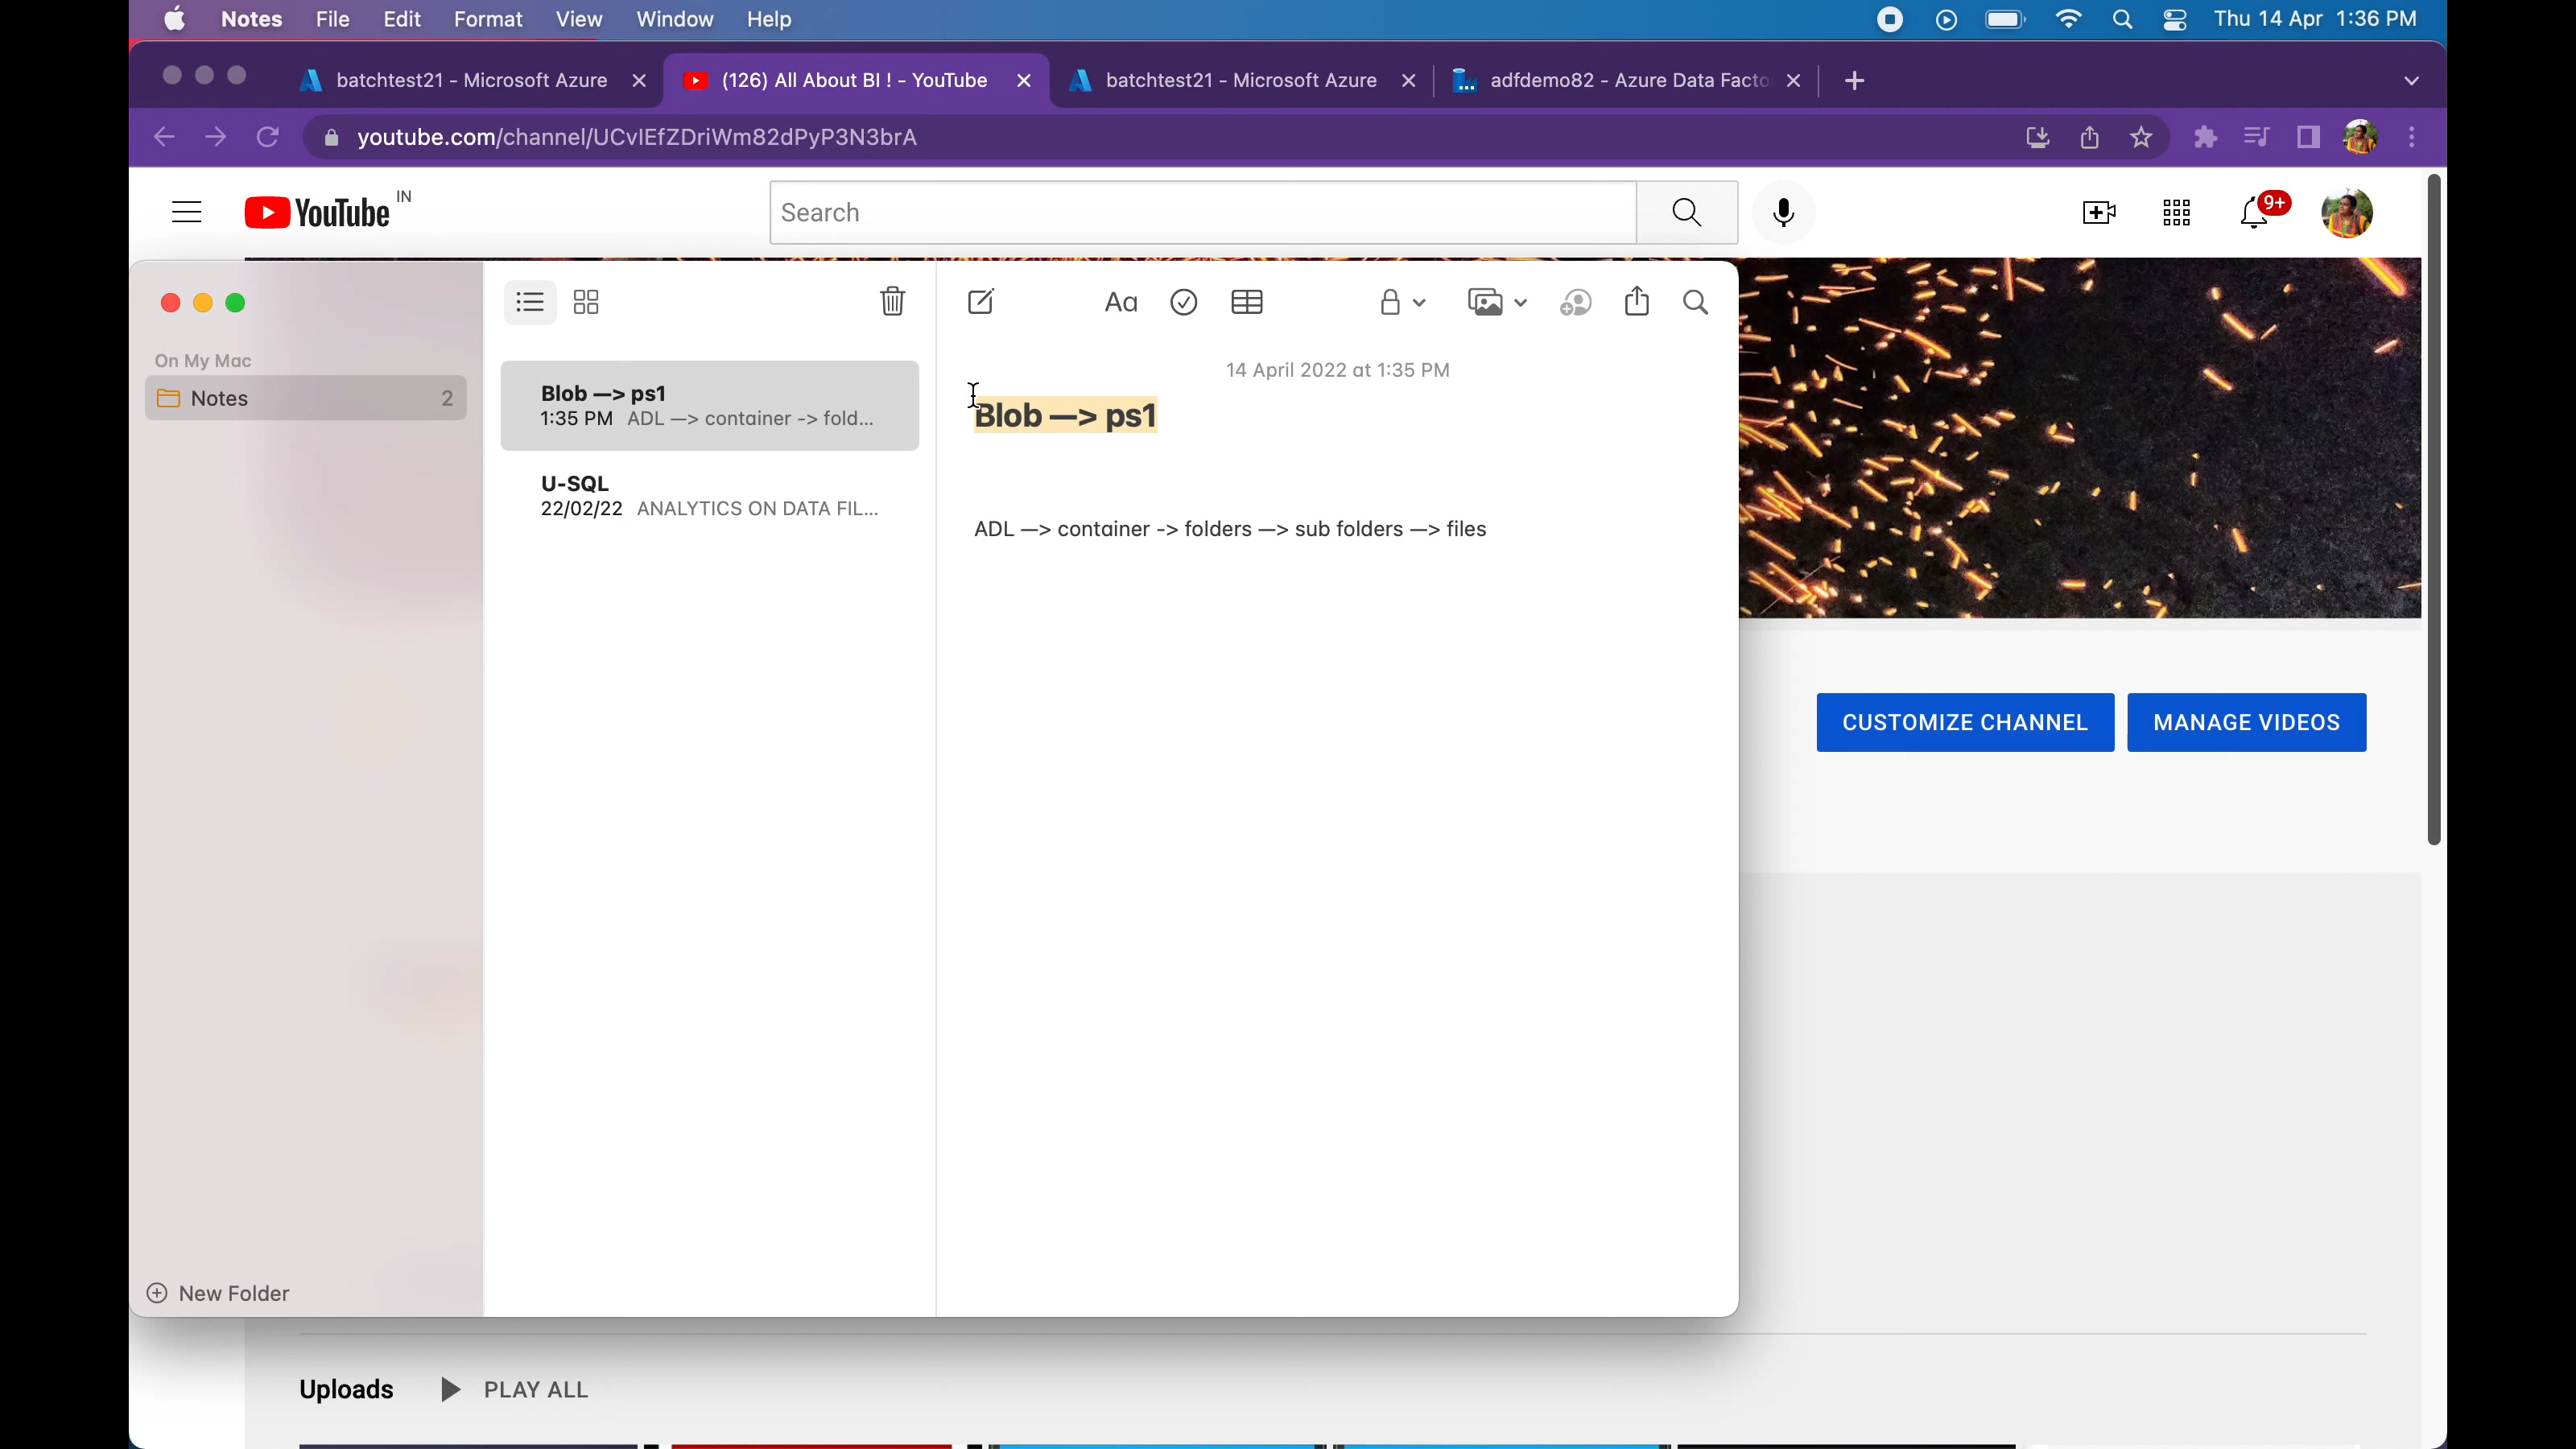 Notes File Edit Format View Window Help Thu 14 Apr 1:36 PM
batchtest21 - Microsoft Azure (126) All About BI ! - YouTube batchtest21 - Microsoft Azure adfdemo82 - Azure Data Facto
youtube.com/channel/UCvIEfZDriWm82dPyP3N3brA
YouTube IN Search 9+
Aa
On My Mac
Notes 2
New Folder
Blob —> ps1
1:35 PM ADL —> container -> fold...
U-SQL
22/02/22 ANALYTICS ON DATA FIL...
14 April 2022 at 1:35 PM
Blob —> ps1
ADL —> container -> folders —> sub folders —> files
CUSTOMIZE CHANNEL MANAGE VIDEOS
Uploads PLAY ALL